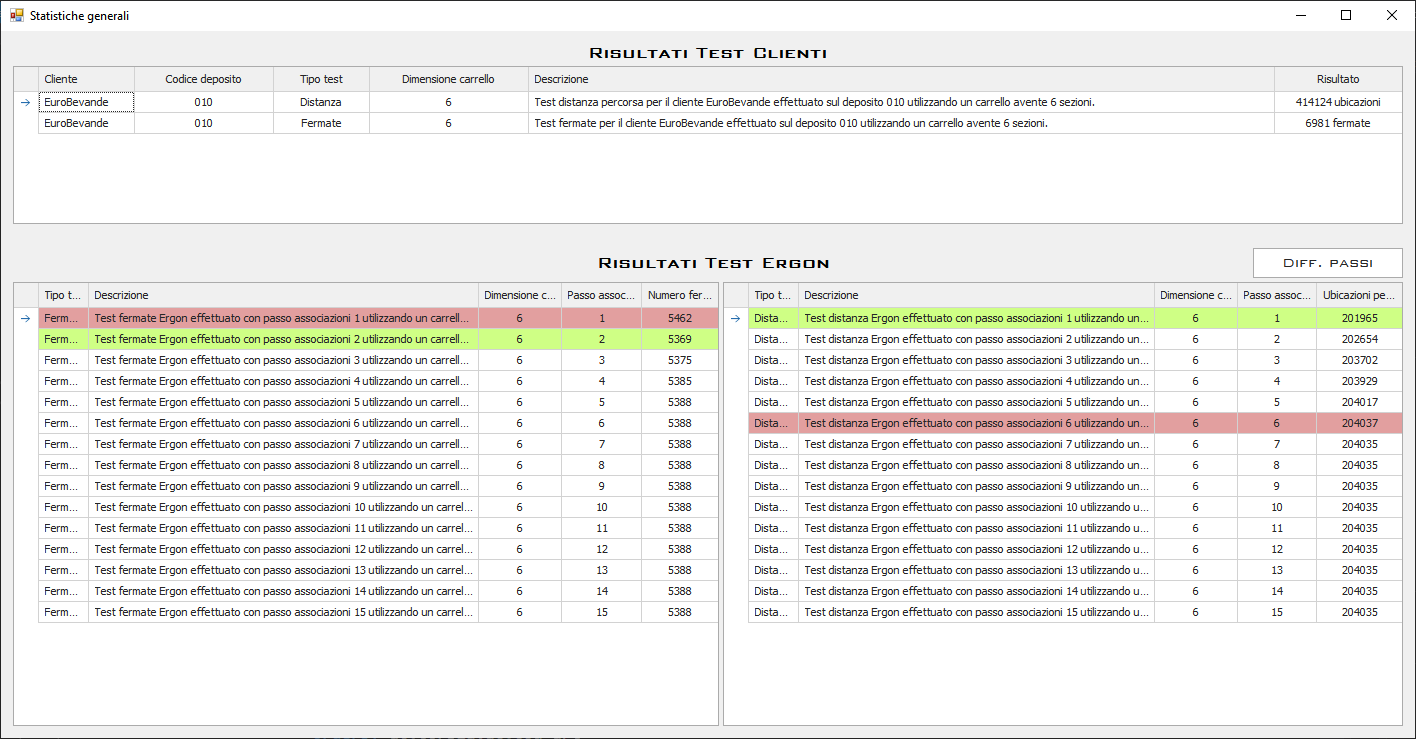 Statistiche generali
Risultati Test Clienti
Cliente Codice deposito Tipo test Dimensione carrello Descrizione Risultato
EuroBevande 010 Distanza 6 Test distanza percorsa per il cliente EuroBevande effettuato sul deposito 010 utilizzando un carrello avente 6 sezioni. 414124 ubicazioni
EuroBevande 010 Fermate 6 Test fermate per il cliente EuroBevande effettuato sul deposito 010 utilizzando un carrello avente 6 sezioni. 6981 fermate
Risultati Test Ergon
Diff. passi
Tipo t... Descrizione Dimensione c... Passo assoc... Numero fer...
Ferm... Test fermate Ergon effettuato con passo associazioni 1 utilizzando un carrell... 6 1 5462
Ferm... Test fermate Ergon effettuato con passo associazioni 2 utilizzando un carrell... 6 2 5369
Ferm... Test fermate Ergon effettuato con passo associazioni 3 utilizzando un carrell... 6 3 5375
Ferm... Test fermate Ergon effettuato con passo associazioni 4 utilizzando un carrell... 6 4 5385
Ferm... Test fermate Ergon effettuato con passo associazioni 5 utilizzando un carrell... 6 5 5388
Ferm... Test fermate Ergon effettuato con passo associazioni 6 utilizzando un carrell... 6 6 5388
Ferm... Test fermate Ergon effettuato con passo associazioni 7 utilizzando un carrell... 6 7 5388
Ferm... Test fermate Ergon effettuato con passo associazioni 8 utilizzando un carrell... 6 8 5388
Ferm... Test fermate Ergon effettuato con passo associazioni 9 utilizzando un carrell... 6 9 5388
Ferm... Test fermate Ergon effettuato con passo associazioni 10 utilizzando un carrel... 6 10 5388
Ferm... Test fermate Ergon effettuato con passo associazioni 11 utilizzando un carrel... 6 11 5388
Ferm... Test fermate Ergon effettuato con passo associazioni 12 utilizzando un carrel... 6 12 5388
Ferm... Test fermate Ergon effettuato con passo associazioni 13 utilizzando un carrel... 6 13 5388
Ferm... Test fermate Ergon effettuato con passo associazioni 14 utilizzando un carrel... 6 14 5388
Ferm... Test fermate Ergon effettuato con passo associazioni 15 utilizzando un carrel... 6 15 5388
Tipo t... Descrizione Dimensione c... Passo assoc... Ubicazioni pe...
Dista... Test distanza Ergon effettuato con passo associazioni 1 utilizzando un... 6 1 201965
Dista... Test distanza Ergon effettuato con passo associazioni 2 utilizzando un... 6 2 202654
Dista... Test distanza Ergon effettuato con passo associazioni 3 utilizzando un... 6 3 203702
Dista... Test distanza Ergon effettuato con passo associazioni 4 utilizzando un... 6 4 203929
Dista... Test distanza Ergon effettuato con passo associazioni 5 utilizzando un... 6 5 204017
Dista... Test distanza Ergon effettuato con passo associazioni 6 utilizzando un... 6 6 204037
Dista... Test distanza Ergon effettuato con passo associazioni 7 utilizzando un... 6 7 204035
Dista... Test distanza Ergon effettuato con passo associazioni 8 utilizzando un... 6 8 204035
Dista... Test distanza Ergon effettuato con passo associazioni 9 utilizzando un... 6 9 204035
Dista... Test distanza Ergon effettuato con passo associazioni 10 utilizzando u... 6 10 204035
Dista... Test distanza Ergon effettuato con passo associazioni 11 utilizzando u... 6 11 204035
Dista... Test distanza Ergon effettuato con passo associazioni 12 utilizzando u... 6 12 204035
Dista... Test distanza Ergon effettuato con passo associazioni 13 utilizzando u... 6 13 204035
Dista... Test distanza Ergon effettuato con passo associazioni 14 utilizzando u... 6 14 204035
Dista... Test distanza Ergon effettuato con passo associazioni 15 utilizzando u... 6 15 204035